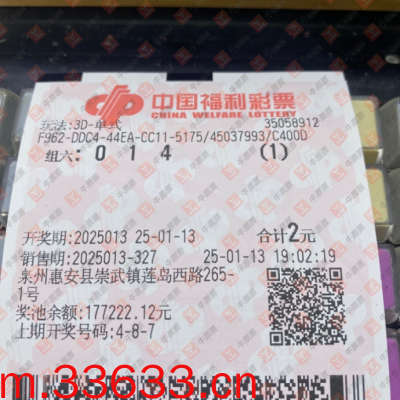 中国福利彩票
CHINA WELFARE LOTTERY
玩法:3D-单式 35058912
F962-DDC4-44EA-CC11-5175/45037993/C400D
组六: 0 1 4 (1)
开奖期:2025013 25-01-13 合计2元
销售期:2025013-327 25-01-13 19:02:19
泉州惠安县崇武镇莲岛西路265-
1号
奖池余额:177222.12元
上期开奖号码:4-8-7
m.33633.cn